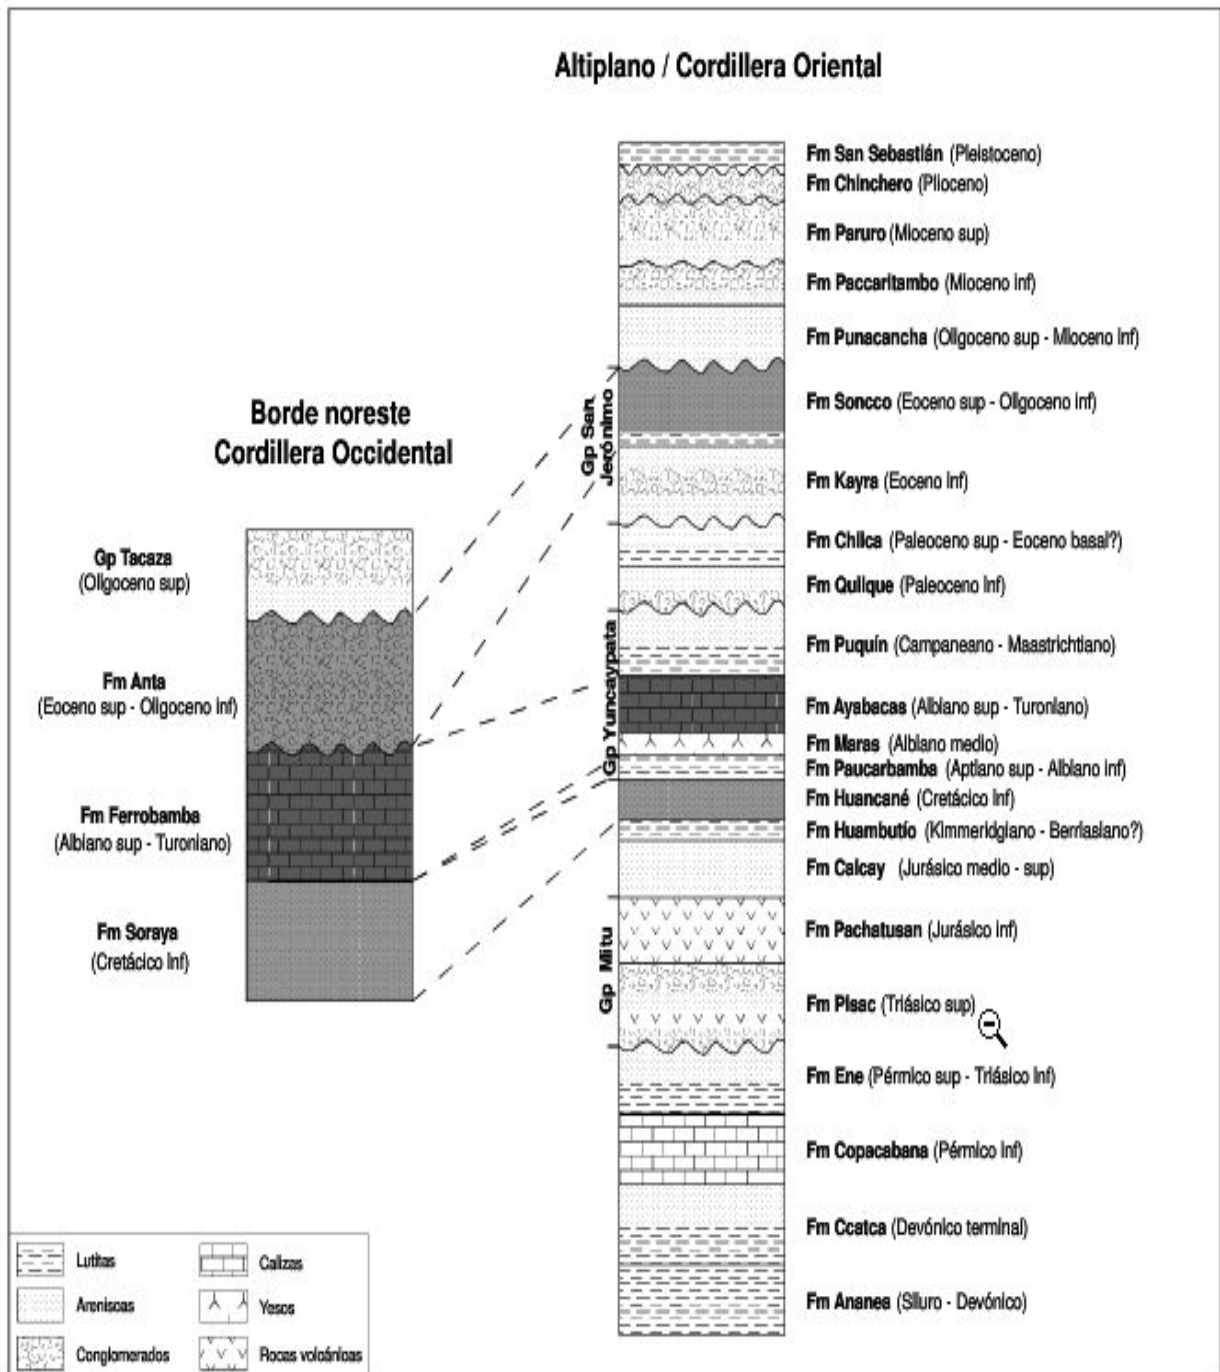 Altiplano / Cordillera Oriental
Fm San Sebastián (Pleistoceno)
Fm Chinchero (Plioceno)
Fm Paruro (Mioceno sup)
Fm Paccaritambo (Mioceno inf)
Fm Punacancha (Oligoceno sup - Mioceno inf)
Fm Soncco (Eoceno sup - Oligoceno inf)
Fm Kayra (Eoceno inf)
Fm Chilca (Paleoceno sup - Eoceno basal?)
Fm Quilque (Paleoceno inf)
Fm Puquín (Campaneano - Maastrichtiano)
Fm Ayabacas (Albiano sup - Turoniano)
Fm Maras (Albiano medio)
Fm Paucarbamba (Aptiano sup - Albiano inf)
Fm Huancané (Cretácico inf)
Fm Huambutío (Kimmeridgiano - Berriasiano?)
Fm Calcay (Jurásico medio - sup)
Fm Pachatusan (Jurásico inf)
Fm Pisac (Triásico sup)
Fm Ene (Pérmico sup - Triásico inf)
Fm Copacabana (Pérmico inf)
Fm Ccatca (Devónico terminal)
Fm Ananea (Siluro - Devónico)
Gp San
Jerónimo
Gp Yuncaypata
Gp Mitu
Borde noreste
Cordillera Occidental
Gp Tacaza
(Oligoceno sup)
Fm Anta
(Eoceno sup - Oligoceno inf)
Fm Ferrobamba
(Albiano sup - Turoniano)
Fm Soraya
(Cretácico inf)
Lutitas
Calizas
Areniscas
Yesos
Conglomerados
Rocas volcánicas